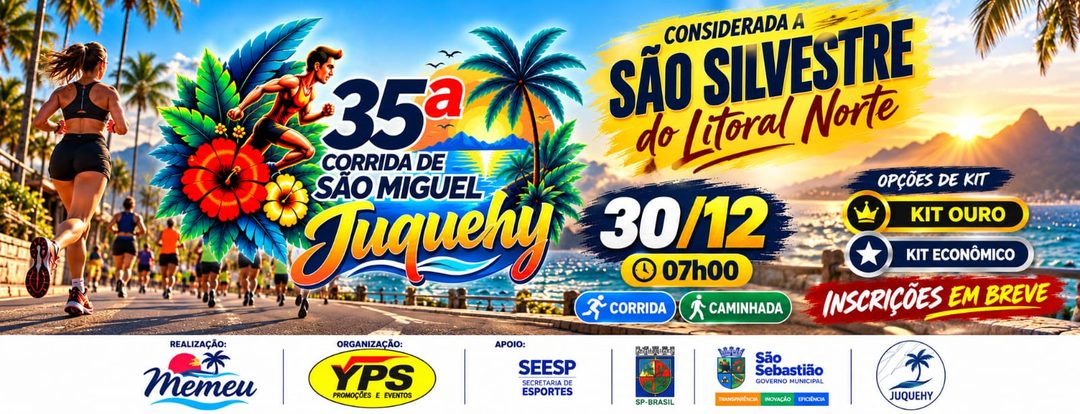 35ª
CORRIDA DE
SÃO MIGUEL
Juquehy
CONSIDERADA A
SÃO SILVESTRE
do Litoral Norte
30/12
07h00
CORRIDA
CAMINHADA
OPÇÕES DE KIT
KIT OURO
KIT ECONÔMICO
INSCRIÇÕES EM BREVE
REALIZAÇÃO:
Memeu
ORGANIZAÇÃO:
YPS
PROMOÇÕES E EVENTOS
APOIO:
SEESP
SECRETARIA DE
ESPORTES
SP-BRASIL
São
Sebastião
GOVERNO MUNICIPAL
TRANSPARÊNCIA INOVAÇÃO EFICIÊNCIA
JUQUEHY